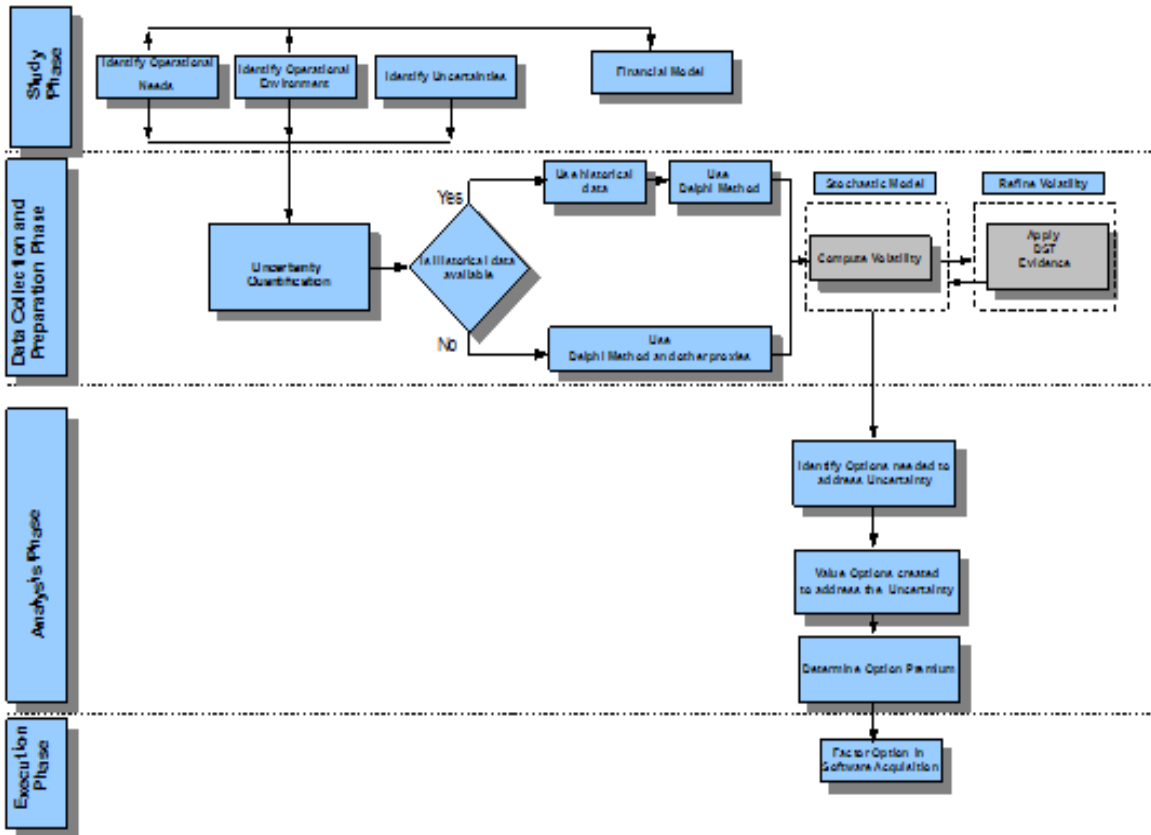 Study
Phase
Identify Operational
Needs
Identify Operational
Environment
Identify Uncertainties
Financial Model
Data Collection and
Preparation Phase
Uncertainty
Quantification
Is Historical data
available
Yes
No
Use historical
data
Use
Delphi Method
Use
Delphi Method and other proxies
Stochastic Model
Compute Volatility
Refine Volatility
Apply
DST
Evidence
Analysis Phase
Identify Options needed to
address Uncertainty
Value Options created
to address the Uncertainty
Determine Option Premium
Execution
Phase
Factor Option in
Software Acquisition